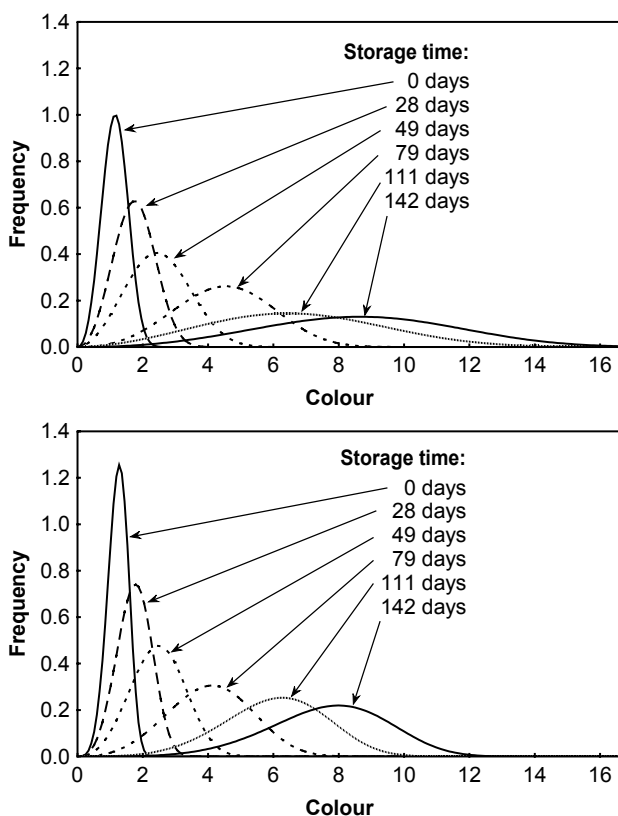 1.4
Storage time:
1.2
0 days
1.0
28 days
49 days
0.8
79 days
0.6
111 days
142 days
0.4
0.2
0.0
Frequency
0 2 4 6 8 10 12 14 16
Colour
1.4
Storage time:
1.2
0 days
28 days
1.0
49 days
0.8
79 days
111 days
0.6
142 days
0.4
0.2
0.0
Frequency
0 2 4 6 8 10 12 14 16
Colour